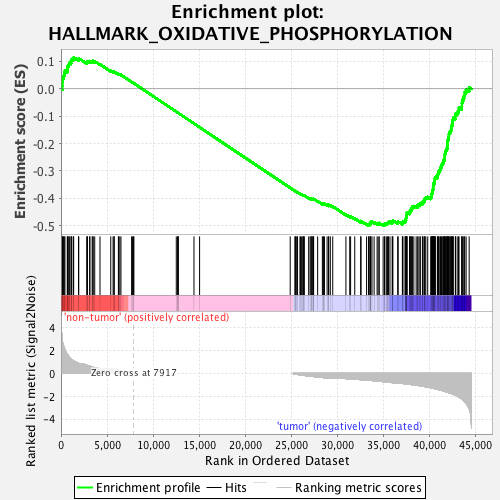 Enrichment plot:
HALLMARK_OXIDATIVE_PHOSPHORYLATION
Enrichment score (ES)
0.1
0.0
-0.1
-0.2
-0.3
-0.4
-0.5
Ranked list metric (Signal2Noise)
'non-tumor' (positively correlated)
4
2
0
-2
-4
Zero cross at 7917
'tumor' (negatively correlated)
0
5,000
10,000
15,000
20,000
25,000
30,000
35,000
40,000
45,000
Rank in Ordered Dataset
Enrichment profile
Hits
Ranking metric scores